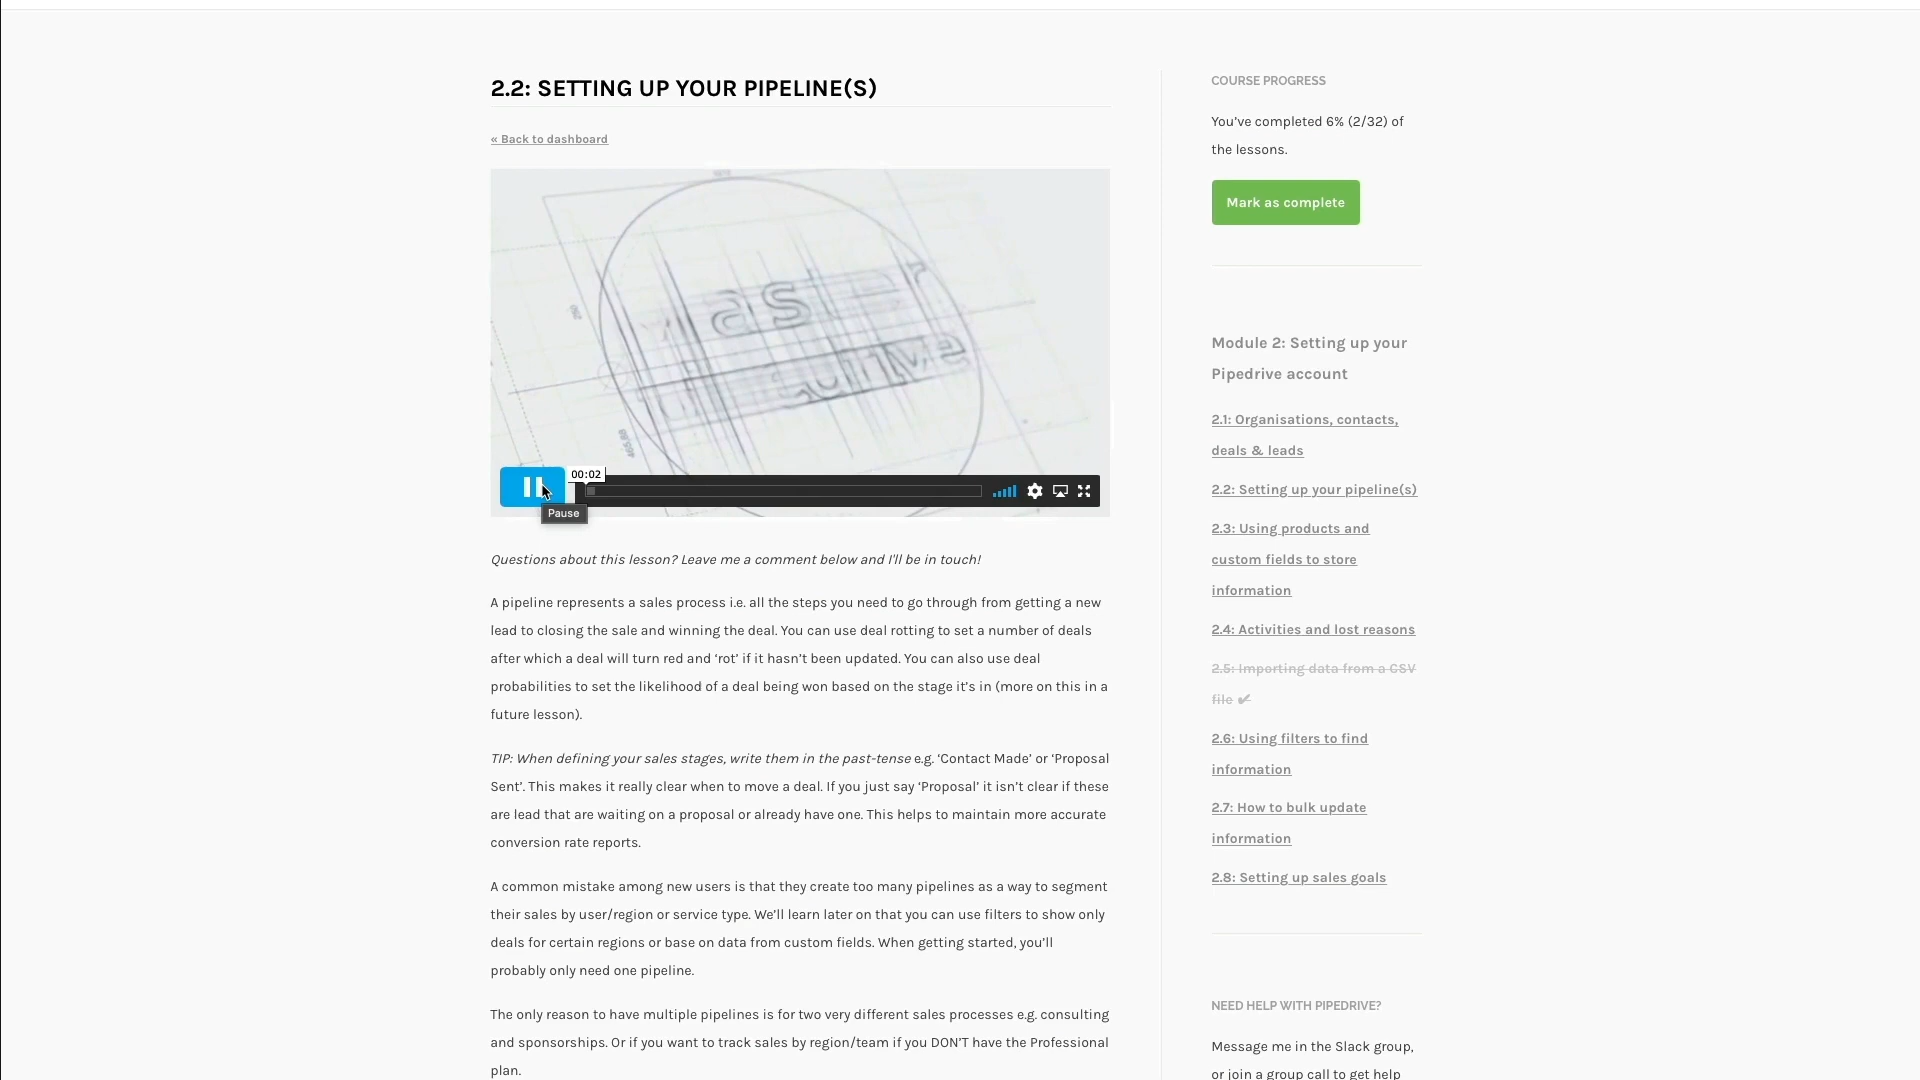 2.2: SETTING UP YOUR PIPELINE(S)
« Back to dashboard
00:02
Pause
Questions about this lesson? Leave me a comment below and I'll be in touch!
A pipeline represents a sales process i.e. all the steps you need to go through from getting a new
lead to closing the sale and winning the deal. You can use deal rotting to set a number of deals
after which a deal will turn red and ‘rot’ if it hasn’t been updated. You can also use deal
probabilities to set the likelihood of a deal being won based on the stage it’s in (more on this in a
future lesson).
TIP: When defining your sales stages, write them in the past-tense e.g. ‘Contact Made’ or ‘Proposal
Sent’. This makes it really clear when to move a deal. If you just say ‘Proposal’ it isn’t clear if these
are lead that are waiting on a proposal or already have one. This helps to maintain more accurate
conversion rate reports.
A common mistake among new users is that they create too many pipelines as a way to segment
their sales by user/region or service type. We’ll learn later on that you can use filters to show only
deals for certain regions or base on data from custom fields. When getting started, you’ll
probably only need one pipeline.
The only reason to have multiple pipelines is for two very different sales processes e.g. consulting
and sponsorships. Or if you want to track sales by region/team if you DON’T have the Professional
plan.
COURSE PROGRESS
You’ve completed 6% (2/32) of
the lessons.
Mark as complete
Module 2: Setting up your
Pipedrive account
2.1: Organisations, contacts,
deals & leads
2.2: Setting up your pipeline(s)
2.3: Using products and
custom fields to store
information
2.4: Activities and lost reasons
2.5: Importing data from a CSV
file ✔
2.6: Using filters to find
information
2.7: How to bulk update
information
2.8: Setting up sales goals
NEED HELP WITH PIPEDRIVE?
Message me in the Slack group,
or join a group call to get help